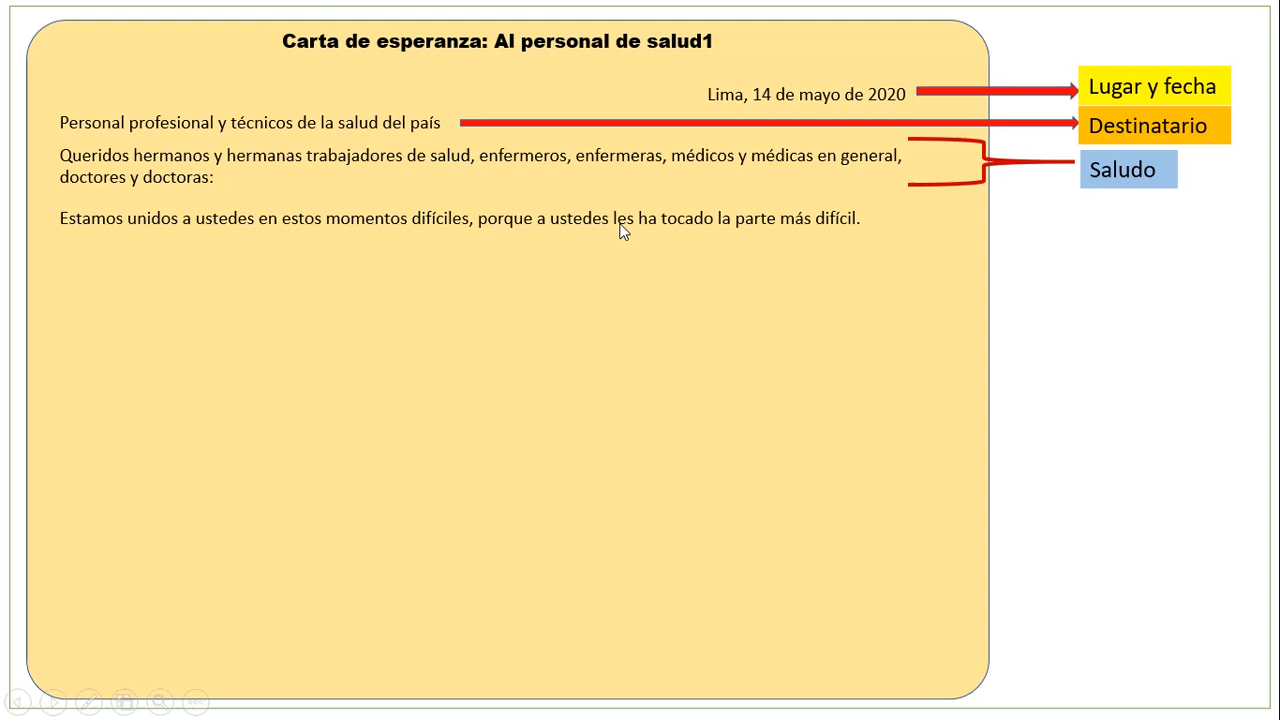 Carta de esperanza: Al personal de salud1
Lima, 14 de mayo de 2020
Lugar y fecha
Personal profesional y técnicos de la salud del país
Destinatario
Queridos hermanos y hermanas trabajadores de salud, enfermeros, enfermeras, médicos y médicas en general,
doctores y doctoras:
Saludo
Estamos unidos a ustedes en estos momentos difíciles, porque a ustedes les ha tocado la parte más difícil.